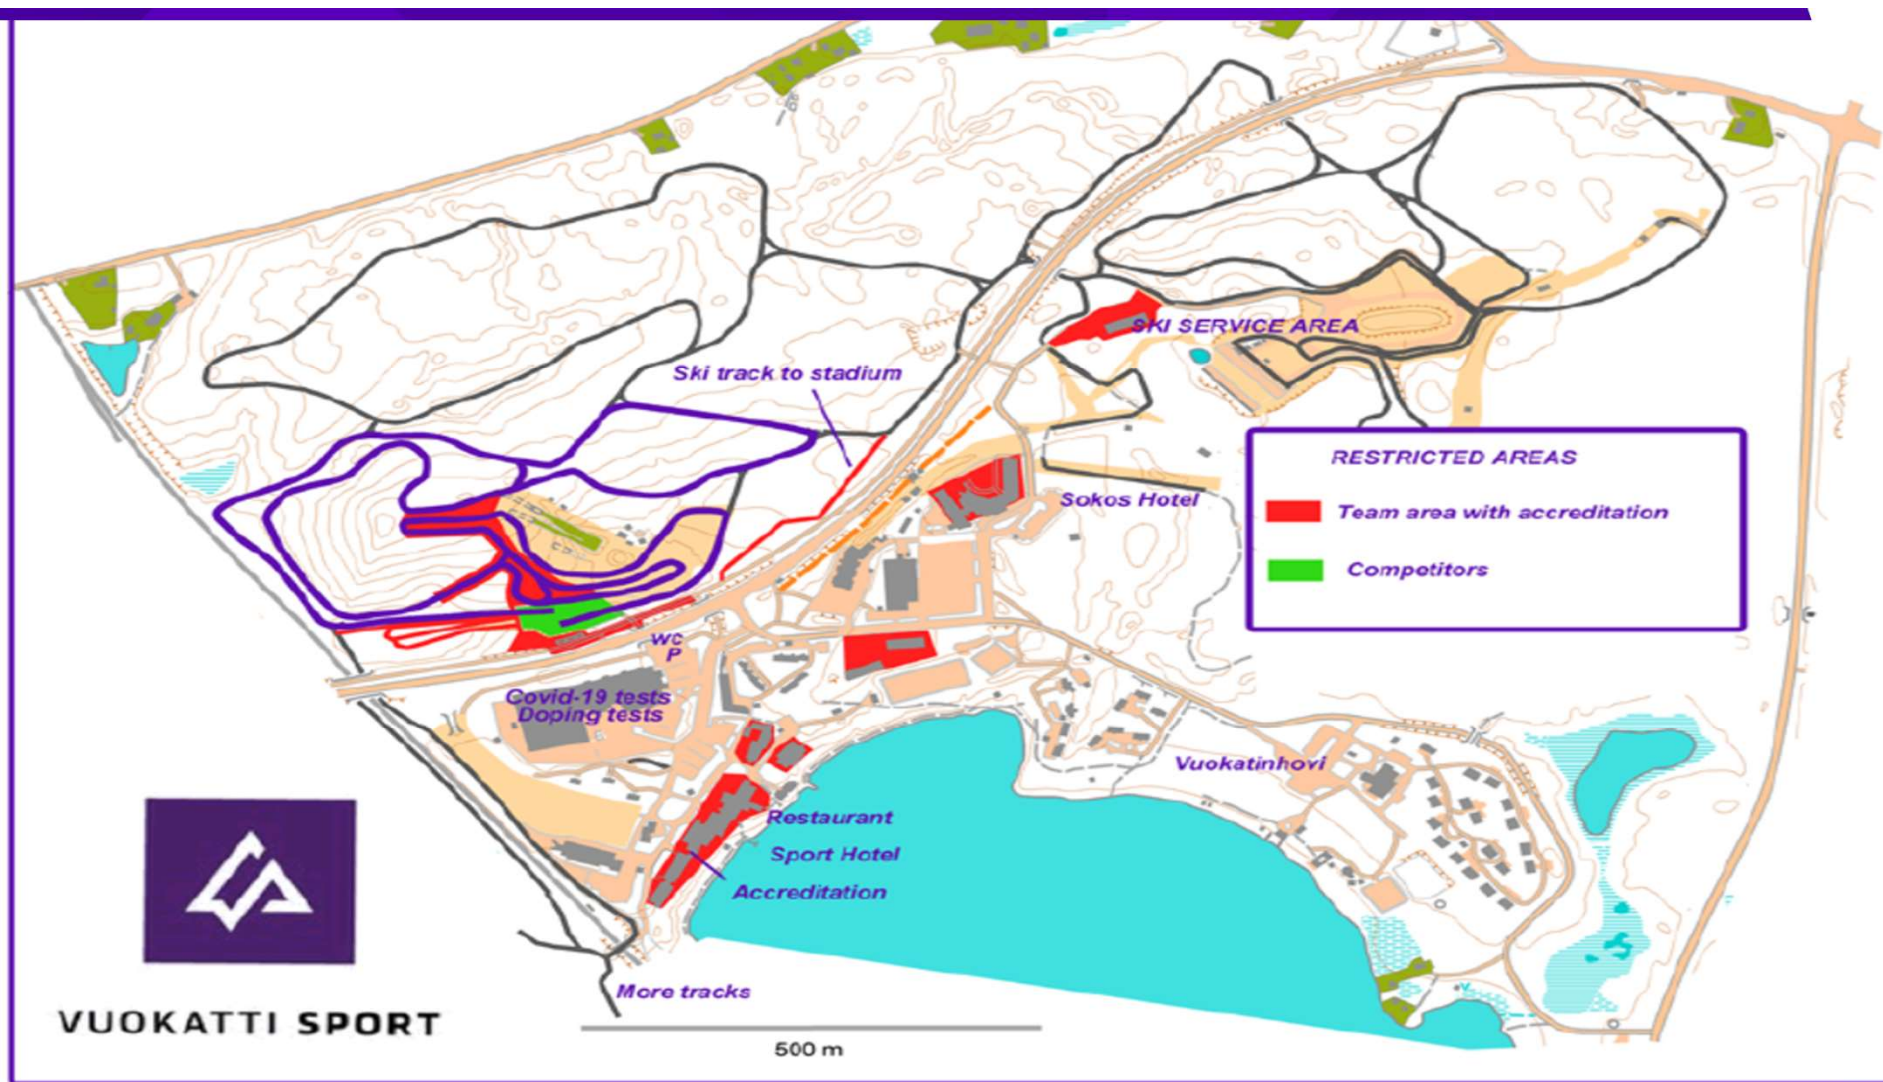 SKI SERVICE AREA
Ski track to stadium
RESTRICTED AREAS
Team area with accreditation
Competitors
Sokos Hotel
WC
P
Covid-19 tests
Doping tests
Vuokatinhovi
Restaurant
Sport Hotel
Accreditation
More tracks
VUOKATTI SPORT
500 m